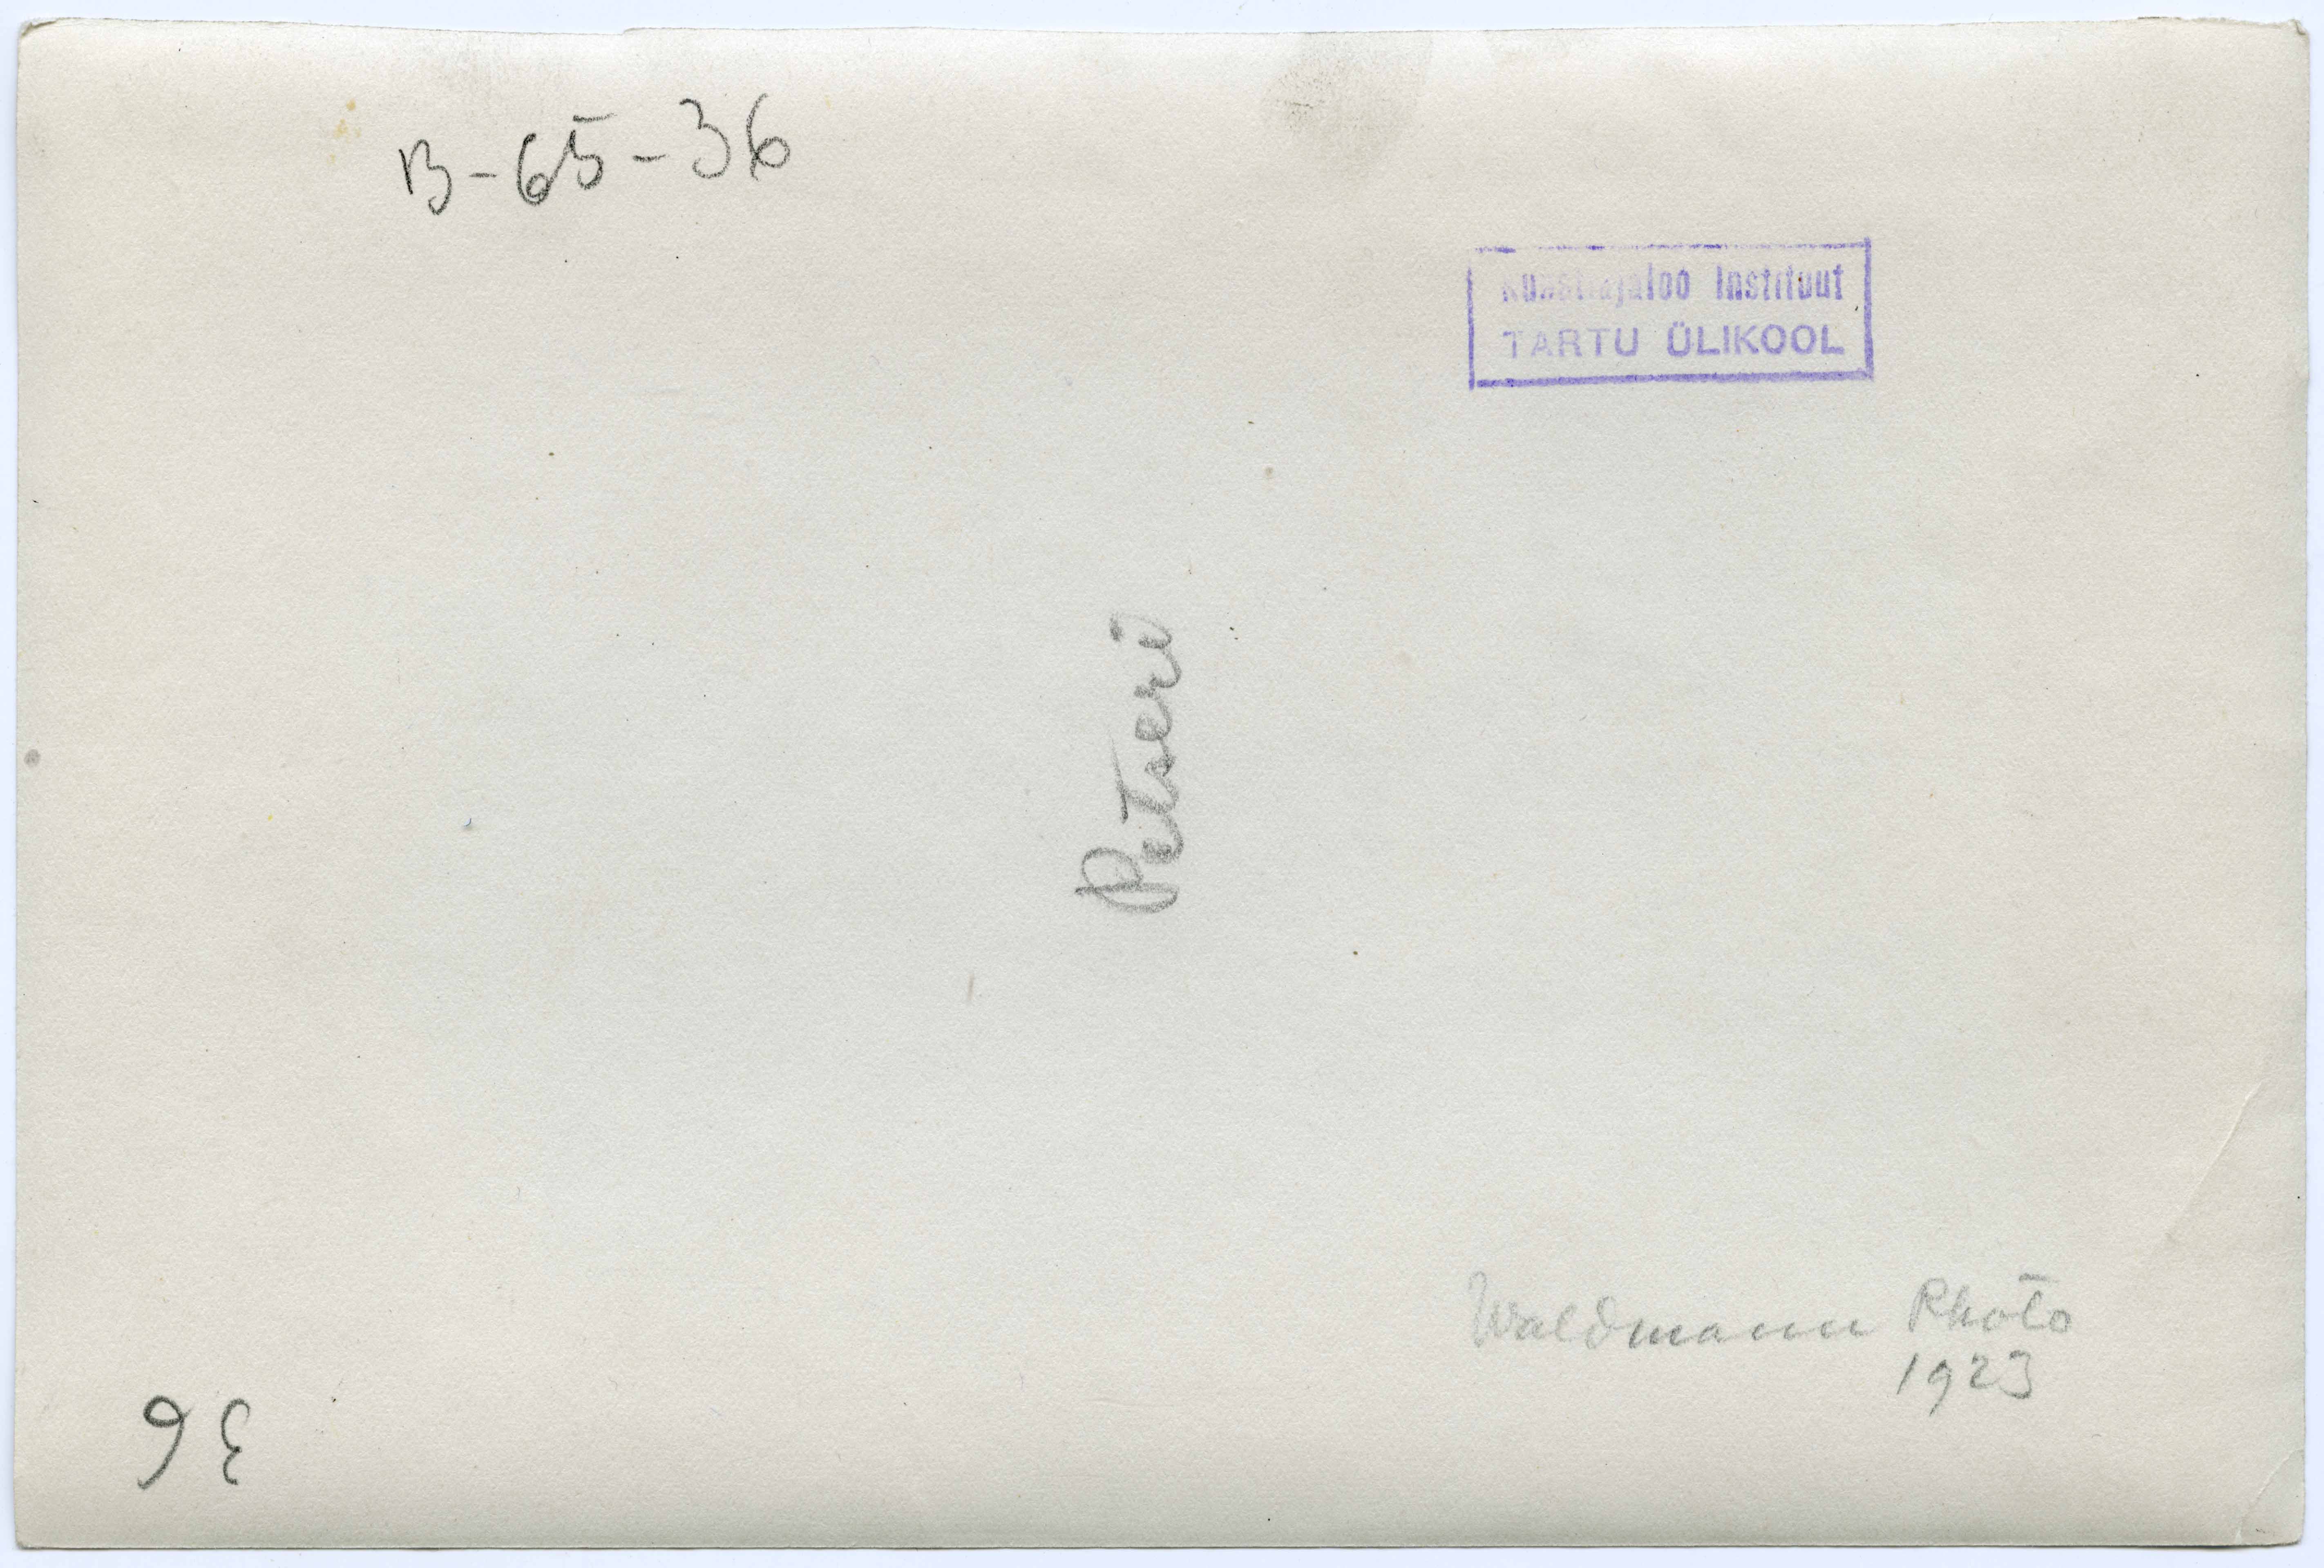 B-65-36
Kunstiajaloo Instituut
TARTU ÜLIKOOL
Petseri
Waldmann Photo
1923
36